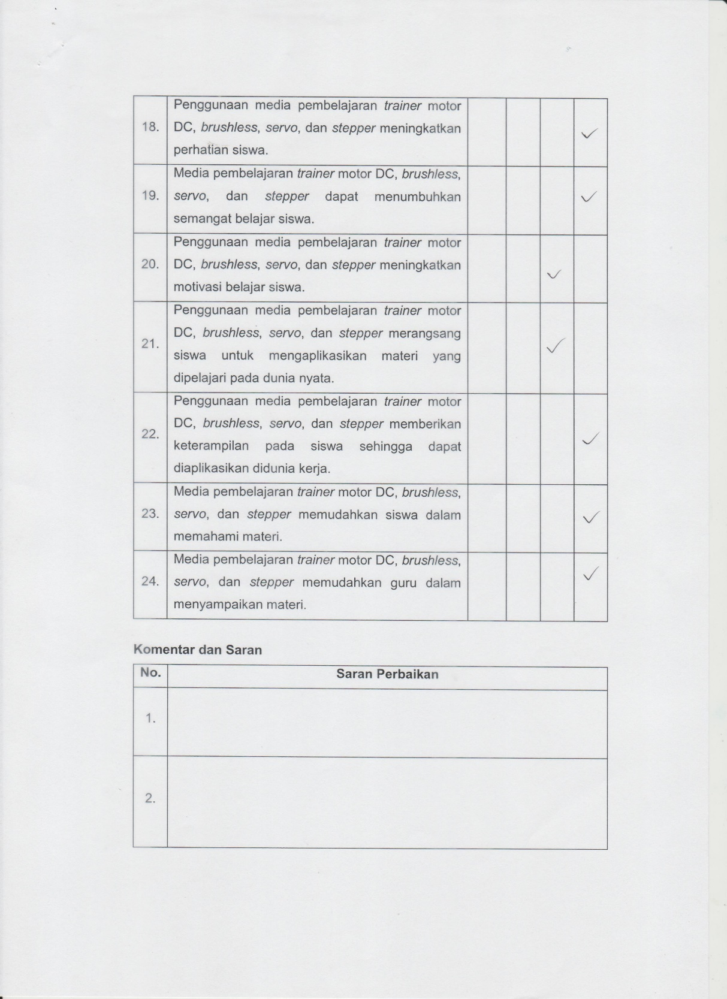 Penggunaan media pembelajaran trainer motor
18. DC, brushless, servo, dan stepper meningkatkan ✓
perhatian siswa.
Media pembelajaran trainer motor DC, brushless,
19. servo, dan stepper dapat menumbuhkan ✓
semangat belajar siswa.
Penggunaan media pembelajaran trainer motor
20. DC, brushless, servo, dan stepper meningkatkan ✓
motivasi belajar siswa.
Penggunaan media pembelajaran trainer motor
DC, brushless, servo, dan stepper merangsang
21. siswa untuk mengaplikasikan materi yang ✓
dipelajari pada dunia nyata.
Penggunaan media pembelajaran trainer motor
DC, brushless, servo, dan stepper memberikan
22. keterampilan pada siswa sehingga dapat ✓
diaplikasikan didunia kerja.
Media pembelajaran trainer motor DC, brushless,
23. servo, dan stepper memudahkan siswa dalam ✓
memahami materi.
Media pembelajaran trainer motor DC, brushless,
24. servo, dan stepper memudahkan guru dalam ✓
menyampaikan materi.
Komentar dan Saran
No. Saran Perbaikan
1.
2.